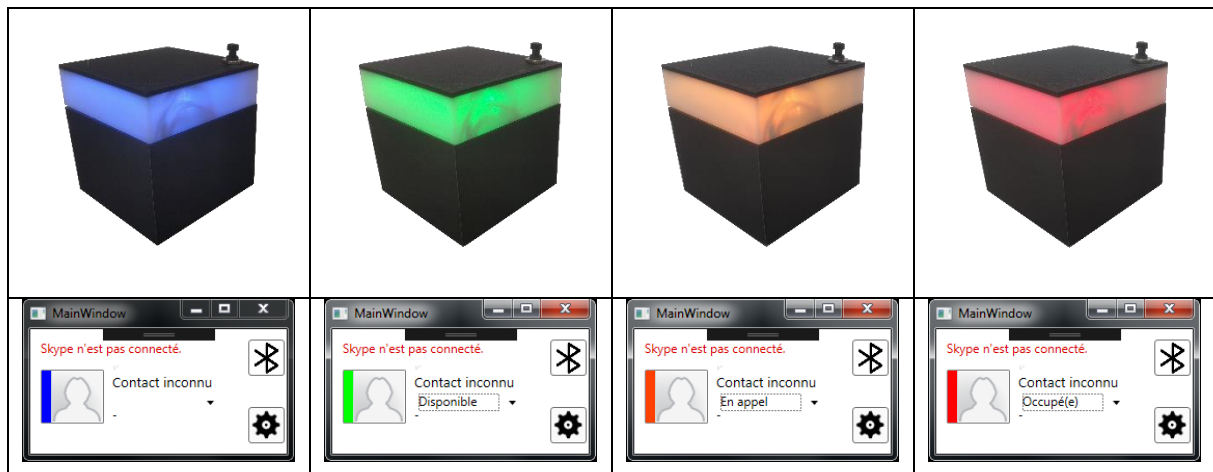 MainWindow
Skype n'est pas connecté.
Contact inconnu
-
MainWindow
Skype n'est pas connecté.
Contact inconnu
Disponible
-
MainWindow
Skype n'est pas connecté.
Contact inconnu
En appel
-
MainWindow
Skype n'est pas connecté.
Contact inconnu
Occupé(e)
-